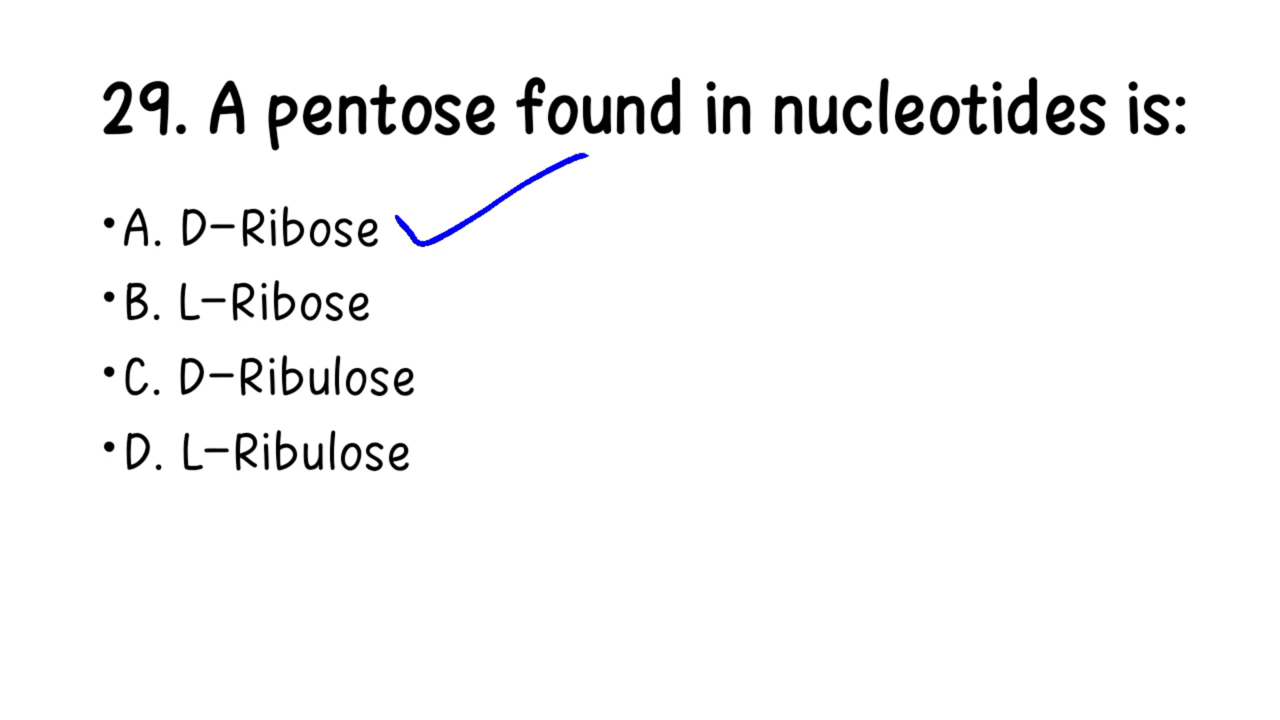 29. A pentose found in nucleotides is:
•A. D-Ribose
•B. L-Ribose
•C. D-Ribulose
•D. L-Ribulose